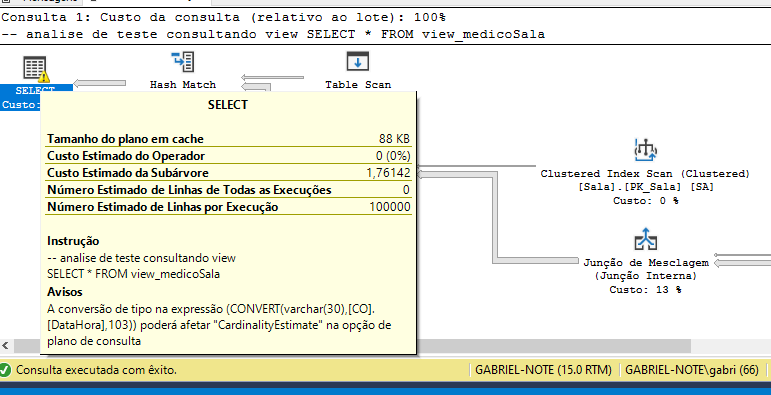 Consulta 1: Custo da consulta (relativo ao lote): 100%
-- analise de teste consultando view SELECT * FROM view_medicoSala
SELECT
Custo:
Hash Match
Table Scan
SELECT
Tamanho do plano em cache 88 KB
Custo Estimado do Operador 0 (0%)
Custo Estimado da Subárvore 1,76142
Número Estimado de Linhas de Todas as Execuções 0
Número Estimado de Linhas por Execução 100000
Instrução
-- analise de teste consultando view
SELECT * FROM view_medicoSala
Avisos
A conversão de tipo na expressão (CONVERT(varchar(30),[CO].
[DataHora],103)) poderá afetar "CardinalityEstimate" na opção de
plano de consulta
Clustered Index Scan (Clustered)
[Sala].[PK_Sala] [SA]
Custo: 0 %
Junção de Mesclagem
(Junção Interna)
Custo: 13 %
Consulta executada com êxito.
GABRIEL-NOTE (15.0 RTM)
GABRIEL-NOTE\gabri (66)